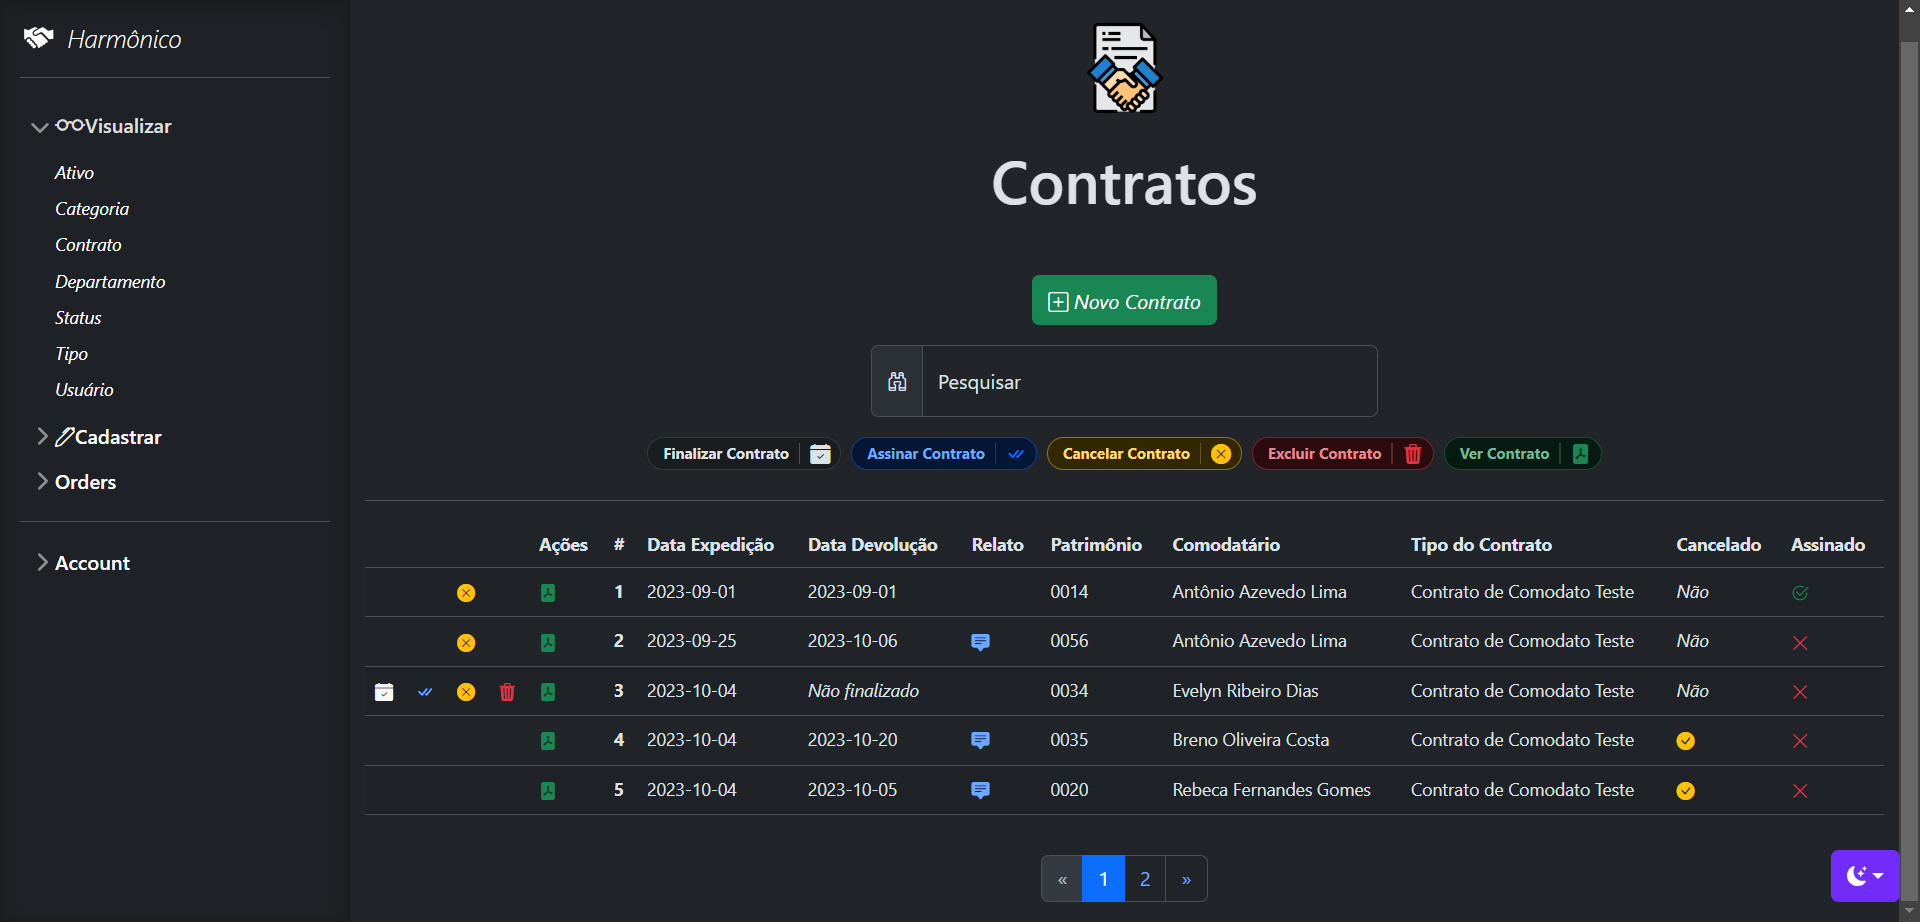 Harmônico
Visualizar
Ativo
Categoria
Contrato
Departamento
Status
Tipo
Usuário
Cadastrar
Orders
Account
Contratos
Novo Contrato
Pesquisar
Finalizar Contrato Assinar Contrato Cancelar Contrato Excluir Contrato Ver Contrato
Ações # Data Expedição Data Devolução Relato Patrimônio Comodatário Tipo do Contrato Cancelado Assinado
1 2023-09-01 2023-09-01 0014 Antônio Azevedo Lima Contrato de Comodato Teste Não
2 2023-09-25 2023-10-06 0056 Antônio Azevedo Lima Contrato de Comodato Teste Não
3 2023-10-04 Não finalizado 0034 Evelyn Ribeiro Dias Contrato de Comodato Teste Não
4 2023-10-04 2023-10-20 0035 Breno Oliveira Costa Contrato de Comodato Teste
5 2023-10-04 2023-10-05 0020 Rebeca Fernandes Gomes Contrato de Comodato Teste
« 1 2 »